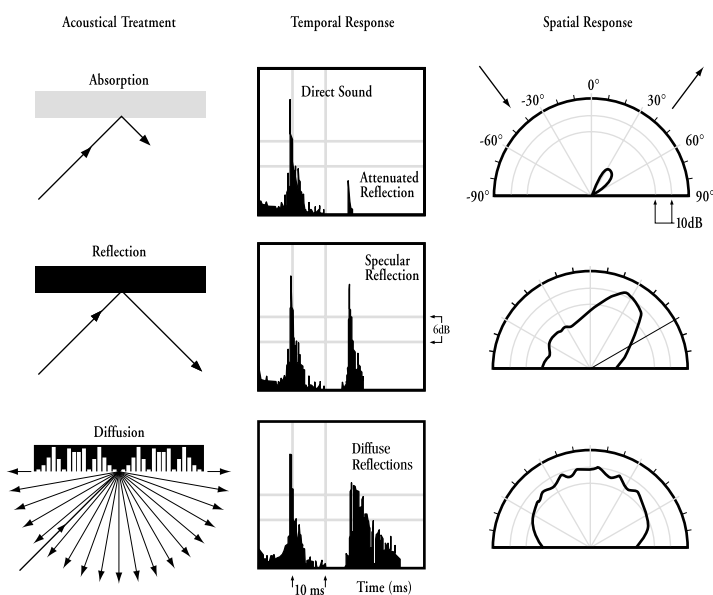 Acoustical Treatment
Temporal Response
Spatial Response
Absorption
Direct Sound
Attenuated
Reflection
-90°
-60°
-30°
0°
30°
60°
90°
10dB
Reflection
Specular
Reflection
6dB
Diffusion
Diffuse
Reflections
10 ms
Time (ms)